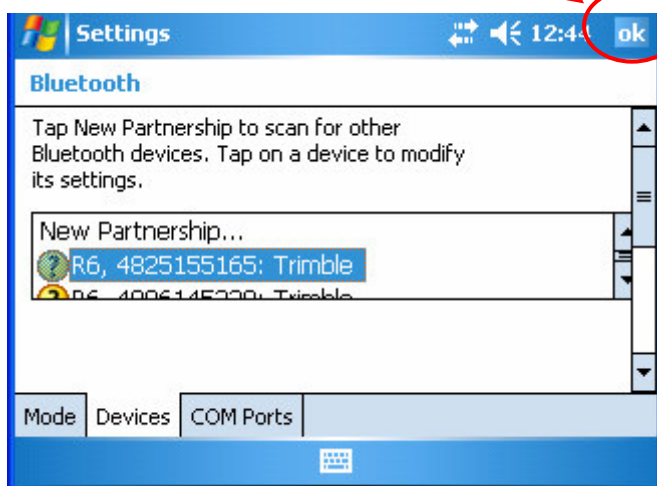 Settings 12:44 ok
Bluetooth
Tap New Partnership to scan for other
Bluetooth devices. Tap on a device to modify
its settings.
New Partnership...
R6, 4825155165: Trimble
Mode Devices COM Ports